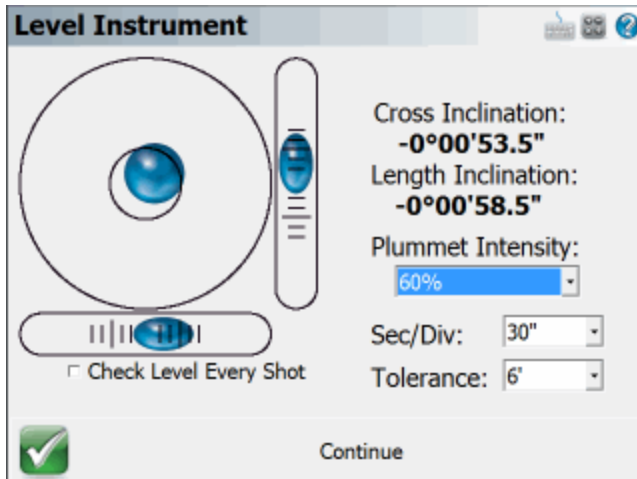 Level Instrument
?
Cross Inclination:
-0°00'53.5"
Length Inclination:
-0°00'58.5"
Plummet Intensity:
60%
Sec/Div: 30"
Check Level Every Shot
Tolerance: 6'
Continue